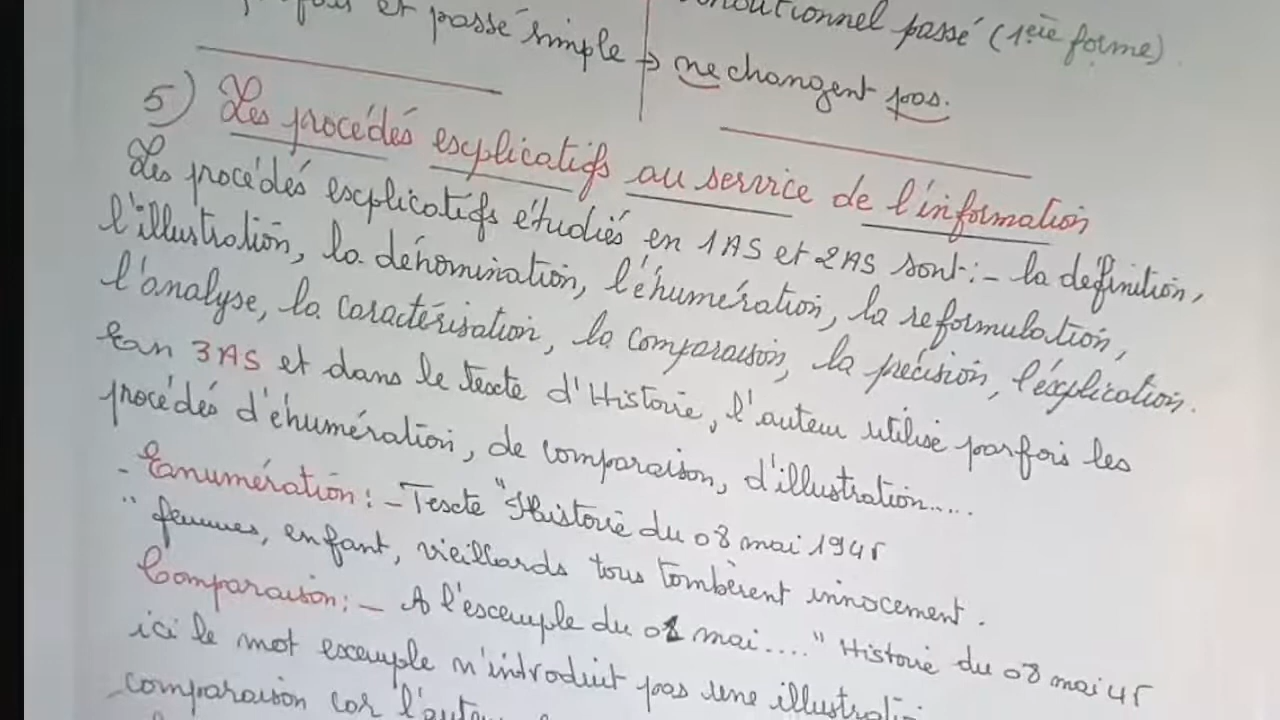 et passé simple → ne changent pas.
conditionnel passé (1ère forme).
5) Les procédés explicatifs au service de l'information
Les procédés explicatifs étudiés en 1AS et 2AS sont:- la définition,
l'illustration, la dénomination, l'énumération, la reformulation,
l'analyse, la caractérisation, la comparaison, la précision, l'explication.
En 3AS et dans le texte d'Histoire, l'auteur utilise parfois les
procédés d'énumération, de comparaison, d'illustration.....
- Enumération: - Texte "Histoire du 08 mai 1945
" femmes, enfant, vieillards tous tombèrent innocement.
Comparaison: - A l'exemple du 08 mai...." Histoire du 08 mai 45
ici le mot exemple n'introduit pas une
comparaison car l'auteur